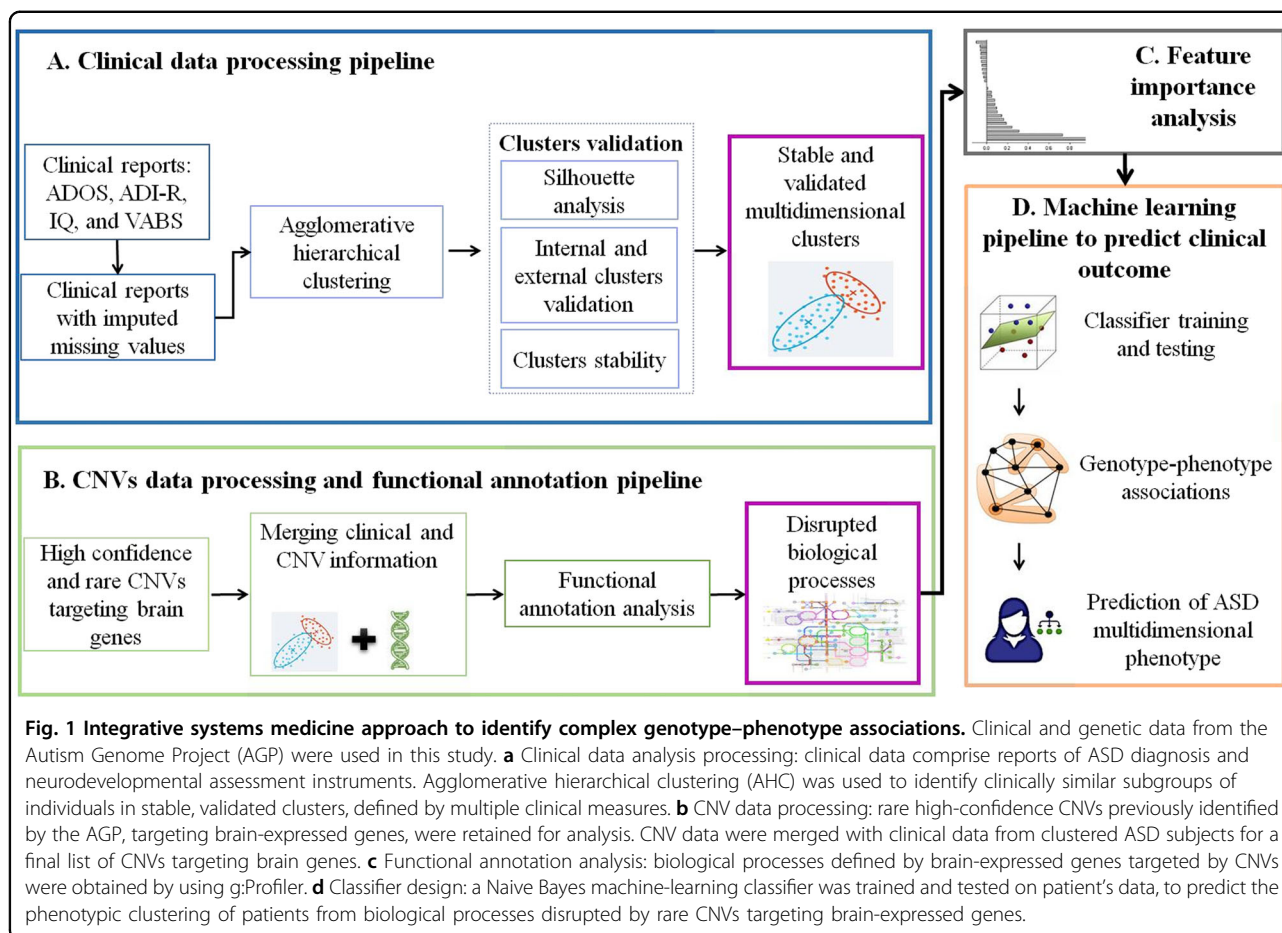 A. Clinical data processing pipeline
Clinical reports:
ADOS, ADI-R,
IQ, and VABS
Clinical reports
with imputed
missing values
Agglomerative
hierarchical
clustering
Clusters validation
Silhouette
analysis
Internal and
external clusters
validation
Clusters stability
Stable and
validated
multidimensional
clusters
B. CNVs data processing and functional annotation pipeline
High confidence
and rare CNVs
targeting brain
genes
Merging clinical and
CNV information
Functional
annotation analysis
Disrupted
biological
processes
C. Feature
importance
analysis
0.0 0.2 0.4 0.6 0.8
D. Machine learning
pipeline to predict clinical
outcome
Classifier training
and testing
Genotype-phenotype
associations
Prediction of ASD
multidimensional
phenotype
Fig. 1 Integrative systems medicine approach to identify complex genotype–phenotype associations. Clinical and genetic data from the
Autism Genome Project (AGP) were used in this study. a Clinical data analysis processing: clinical data comprise reports of ASD diagnosis and
neurodevelopmental assessment instruments. Agglomerative hierarchical clustering (AHC) was used to identify clinically similar subgroups of
individuals in stable, validated clusters, defined by multiple clinical measures. b CNV data processing: rare high-confidence CNVs previously identified
by the AGP, targeting brain-expressed genes, were retained for analysis. CNV data were merged with clinical data from clustered ASD subjects for a
final list of CNVs targeting brain genes. c Functional annotation analysis: biological processes defined by brain-expressed genes targeted by CNVs
were obtained by using g:Profiler. d Classifier design: a Naive Bayes machine-learning classifier was trained and tested on patient's data, to predict the
phenotypic clustering of patients from biological processes disrupted by rare CNVs targeting brain-expressed genes.